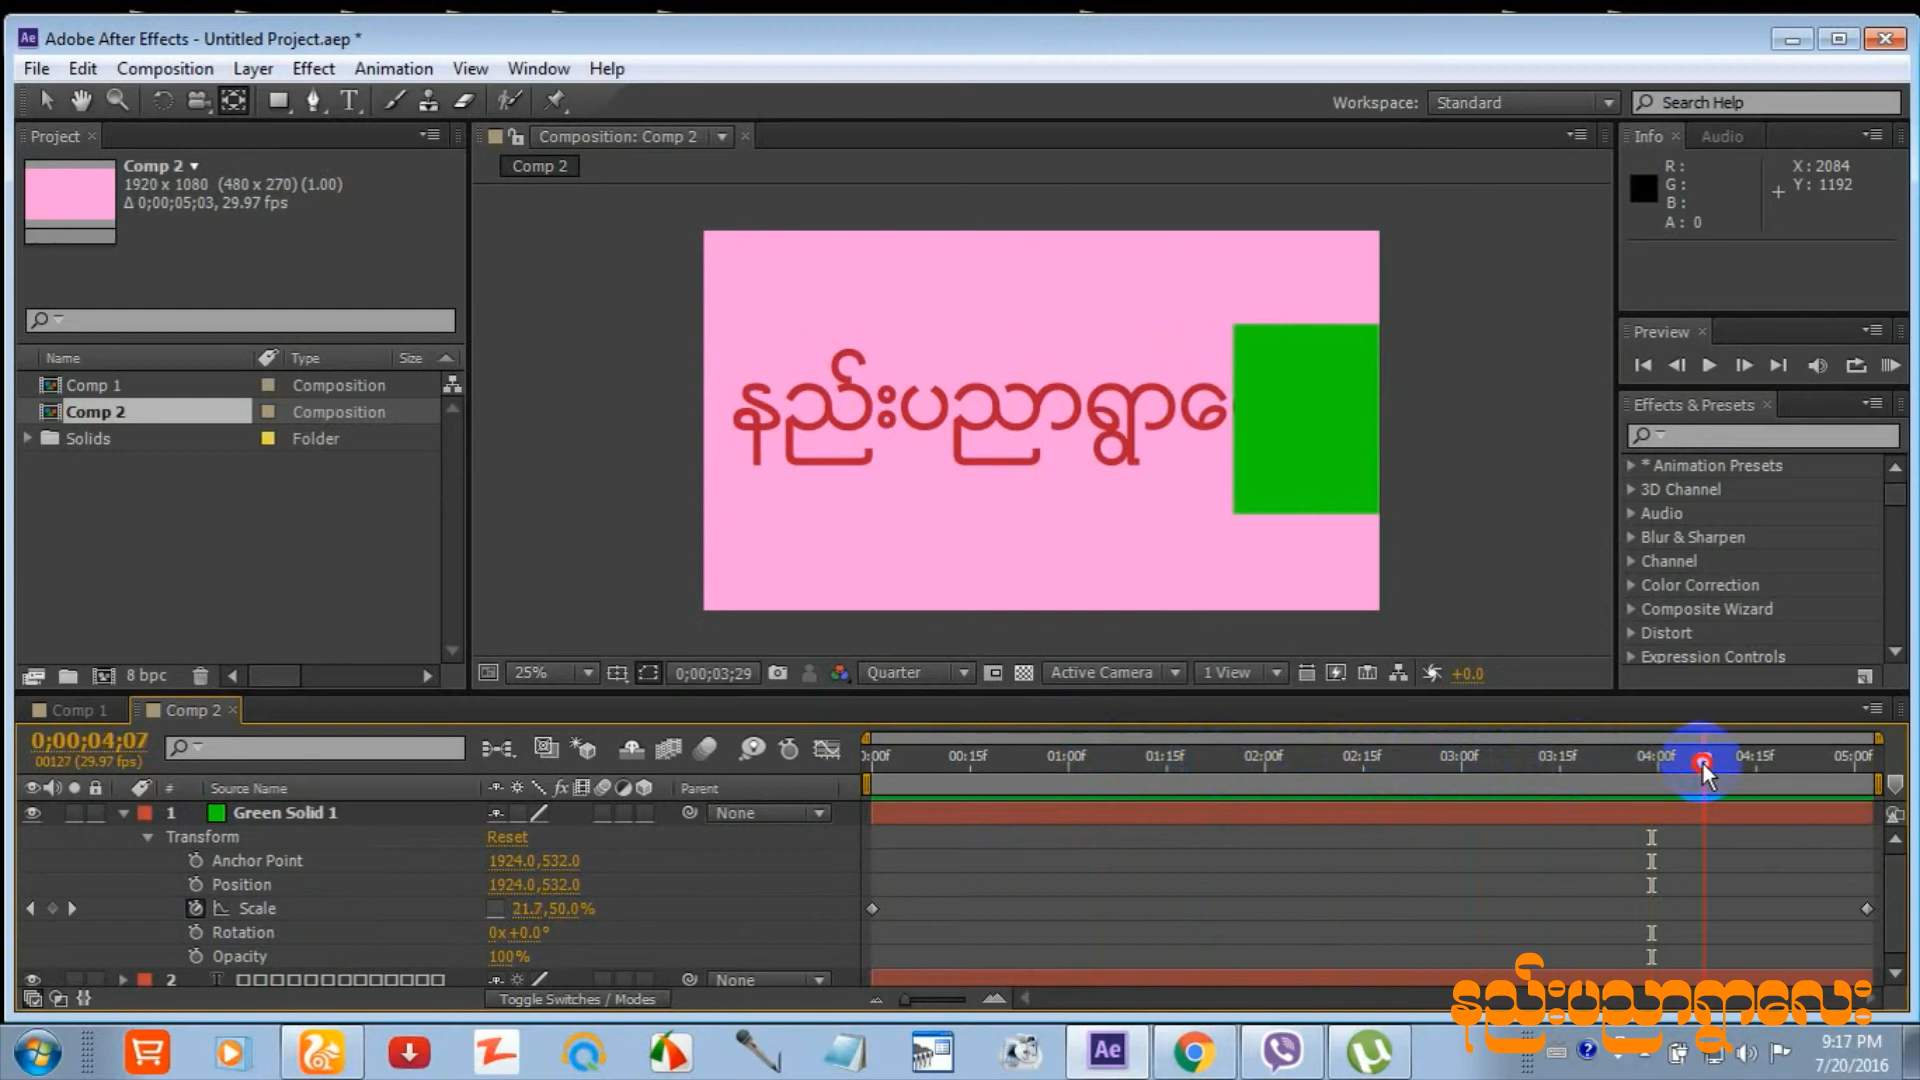 Adobe After Effects - Untitled Project.aep *
File Edit Composition Layer Effect Animation View Window Help
Workspace: Standard Search Help
Project
Comp 2
1920 x 1080 (480 x 270) (1.00)
Δ 0;00;05;03, 29.97 fps
Name Type Size
Comp 1 Composition
Comp 2 Composition
Solids Folder
8 bpc
Composition: Comp 2
Comp 2
နည်းပညာရွာလေ
25% 0;00;03;29 Quarter Active Camera 1 View +0.0
Info Audio
R: X: 2084
G: Y: 1192
B:
A: 0
Preview
Effects & Presets
* Animation Presets
3D Channel
Audio
Blur & Sharpen
Channel
Color Correction
Composite Wizard
Distort
Expression Controls
Comp 1 Comp 2
0;00;04;07
00127 (29.97 fps)
0:00f 00:15f 01:00f 01:15f 02:00f 02:15f 03:00f 03:15f 04:00f 04:15f 05:00f
# Source Name fx Parent
1 Green Solid 1 None
Transform Reset
Anchor Point 1924.0,532.0
Position 1924.0,532.0
Scale 21.7,50.0%
Rotation 0x+0.0°
Opacity 100%
2 T None
Toggle Switches / Modes
နည်းပညာရွာလေး
9:17 PM
7/20/2016